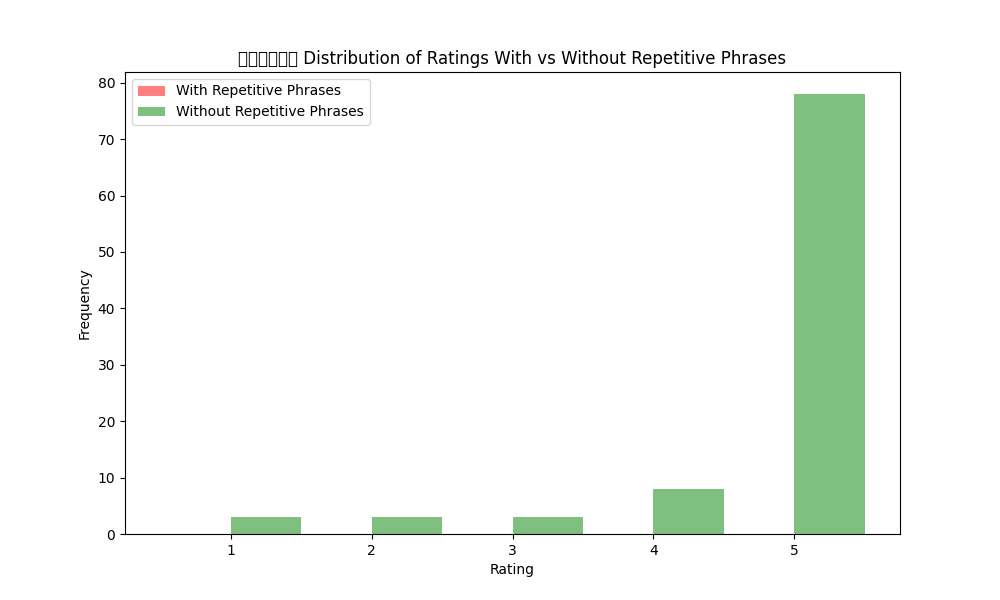 Distribution of Ratings With vs Without Repetitive Phrases
With Repetitive Phrases
Without Repetitive Phrases
Frequency
80
70
60
50
40
30
20
10
0
1 2 3 4 5
Rating